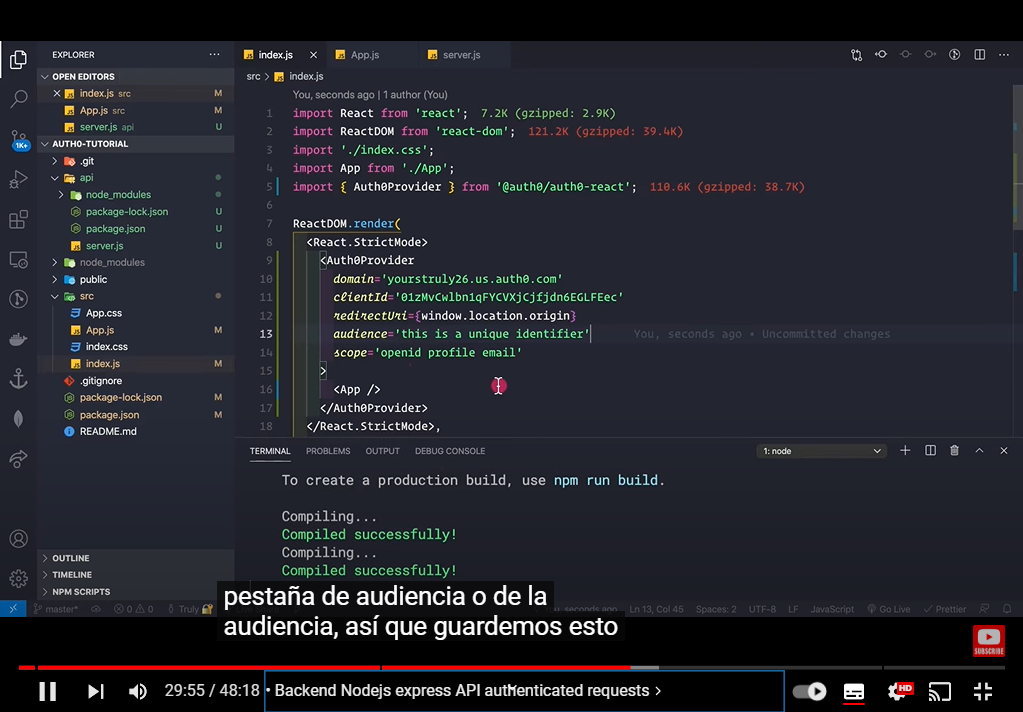 EXPLORER
index.js
App.js
server.js
OPEN EDITORS
src > index.js
index.js src M
App.js src M
server.js api U
You, seconds ago | 1 author (You)
1 import React from 'react'; 7.2K (gzipped: 2.9K)
2 import ReactDOM from 'react-dom'; 121.2K (gzipped: 39.4K)
3 import './index.css';
4 import App from './App';
5 import { Auth0Provider } from '@auth0/auth0-react'; 110.6K (gzipped: 38.7K)
6
7 ReactDOM.render(
8 <React.StrictMode>
9 <Auth0Provider
10 domain='yourstruly26.us.auth0.com'
11 clientId='01zMvCwlbn1qFYCVXjCjfjdn6EGLFEec'
12 redirectUri={window.location.origin}
13 audience='this is a unique identifier' You, seconds ago • Uncommitted changes
14 scope='openid profile email'
15 >
16 <App />
17 </Auth0Provider>
18 </React.StrictMode>,
1K+
AUTH0-TUTORIAL
.git
api
node_modules
package-lock.json U
package.json U
server.js U
node_modules
public
src
App.css
App.js M
index.css
index.js M
.gitignore
package-lock.json M
package.json M
README.md
OUTLINE
TIMELINE
NPM SCRIPTS
TERMINAL PROBLEMS OUTPUT DEBUG CONSOLE 1: node
To create a production build, use npm run build.
Compiling...
Compiled successfully!
Compiling...
Compiled successfully!
master* 0 0 Truly seconds ago Ln 13, Col 45 Spaces: 2 UTF-8 LF JavaScript Go Live Prettier
pestaña de audiencia o de la
audiencia, así que guardemos esto
SUBSCRIBE
29:55 / 48:18 • Backend Nodejs express API authenticated requests >
HD